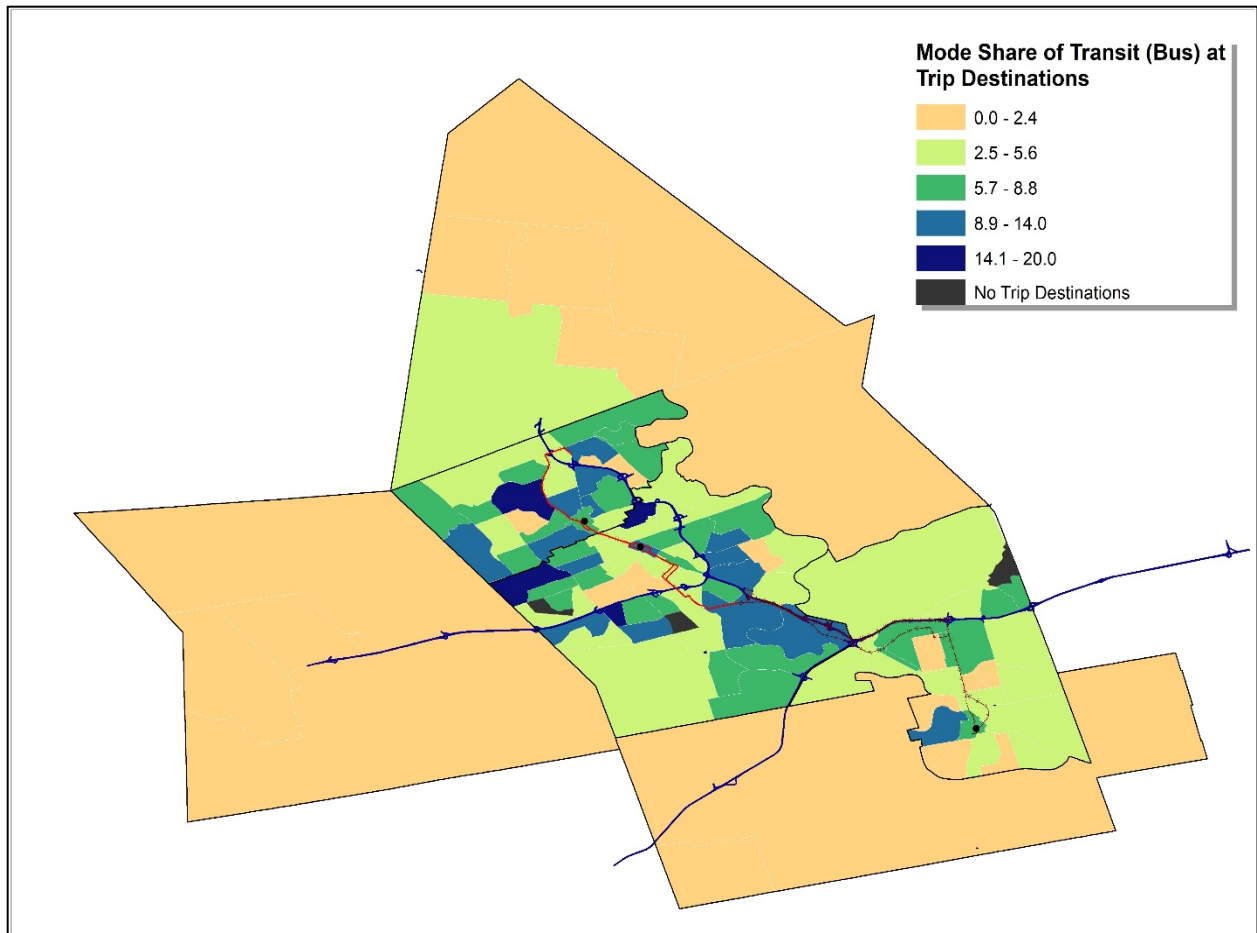 Mode Share of Transit (Bus) at
Trip Destinations
0.0 - 2.4
2.5 - 5.6
5.7 - 8.8
8.9 - 14.0
14.1 - 20.0
No Trip Destinations